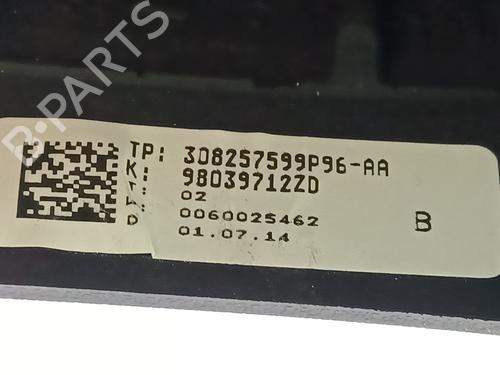 B-PARTS
TP: 308257599P96-AA
K: 98039712ZD
02
0060025462
D 01.07.14
B